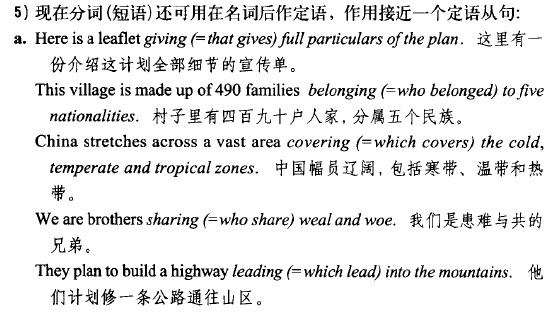 5) 现在分词(短语)还可用在名词后作定语，作用接近一个定语从句:
a. Here is a leaflet giving (=that gives) full particulars of the plan. 这里有一
份介绍这计划全部细节的宣传单。
This village is made up of 490 families belonging (=who belonged) to five
nationalities. 村子里有四百九十户人家，分属五个民族。
China stretches across a vast area covering (=which covers) the cold,
temperate and tropical zones. 中国幅员辽阔，包括寒带、温带和热
带。
We are brothers sharing (=who share) weal and woe. 我们是患难与共的
兄弟。
They plan to build a highway leading (=which lead) into the mountains. 他
们计划修一条公路通往山区。